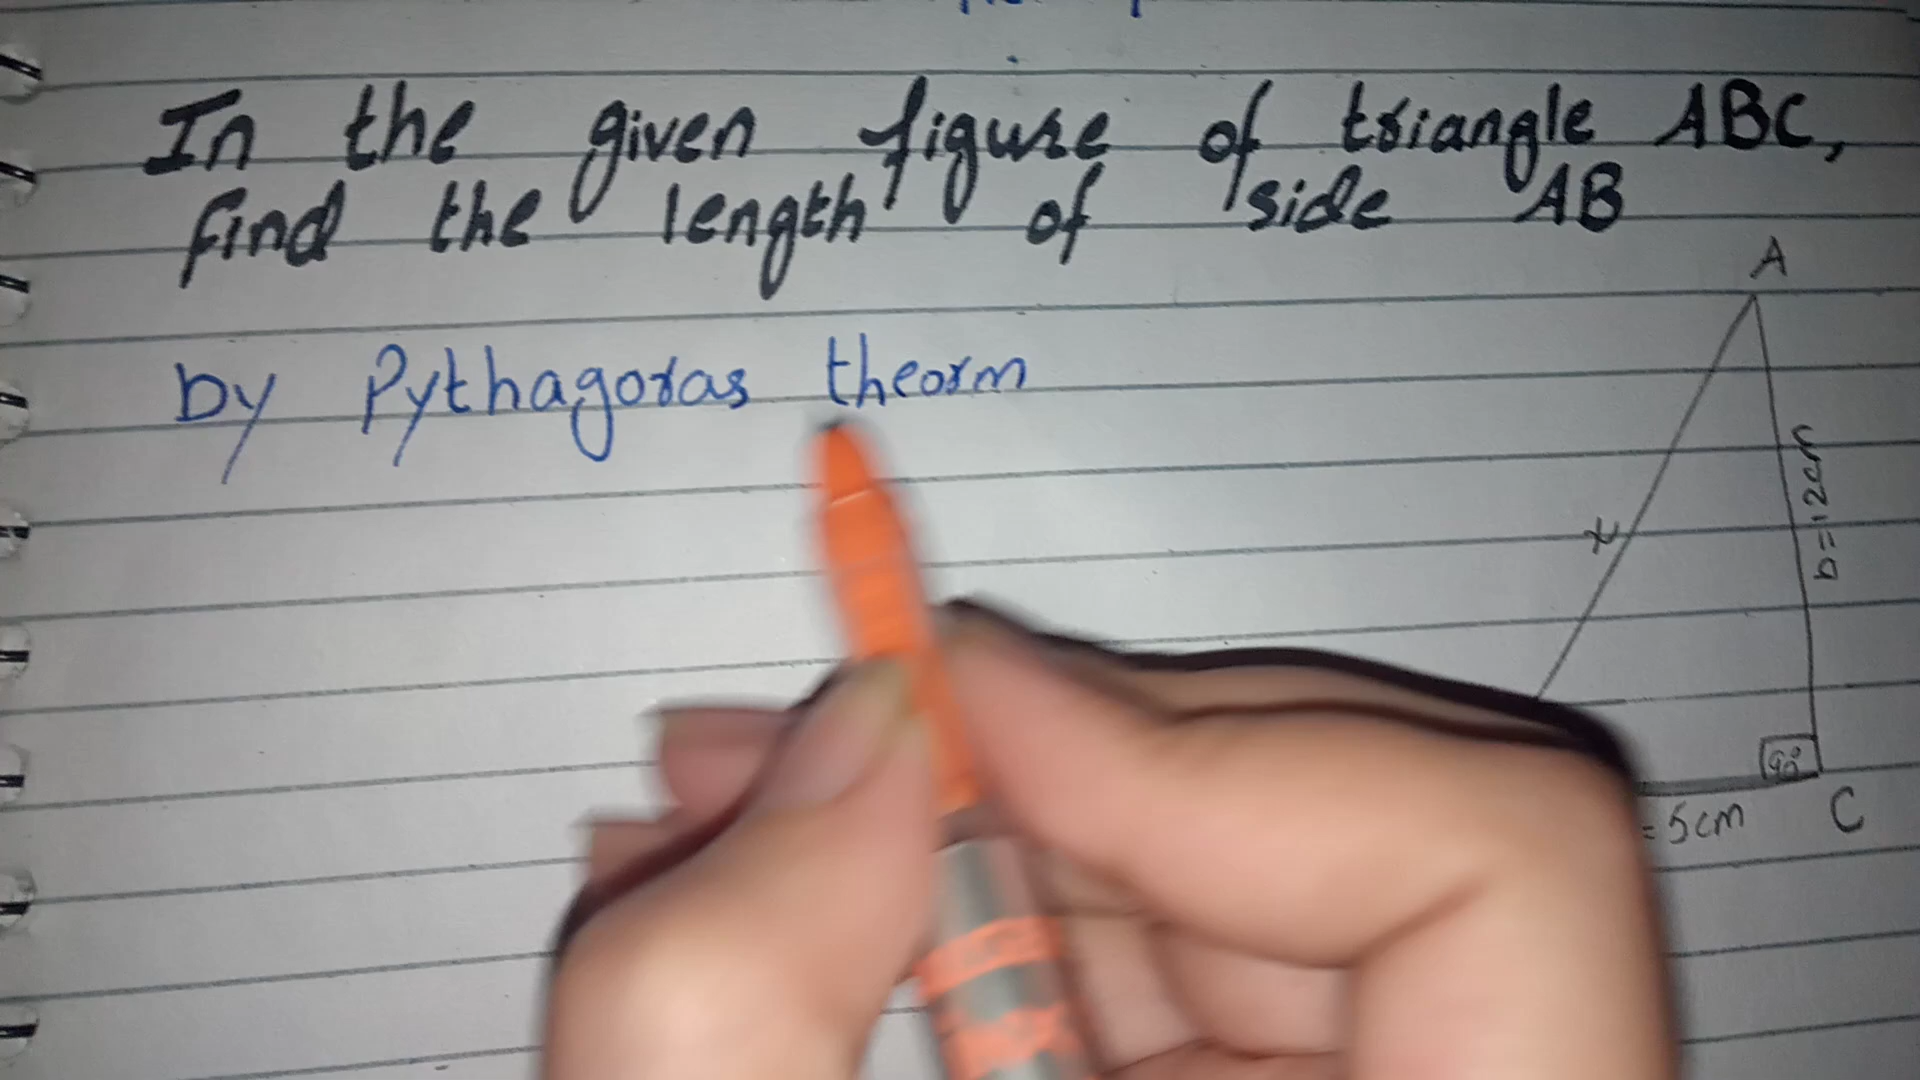 In the given figure of triangle ABC,
find the length of side AB
by Pythagoras theorm
A
x
b=12cm
90°
= 5cm
C